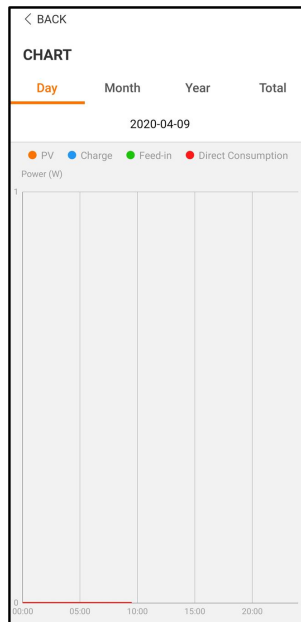 < BACK
CHART
Day Month Year Total
2020-04-09
PV Charge Feed-in Direct Consumption
Power (W)
1
0
00:00 05:00 10:00 15:00 20:00